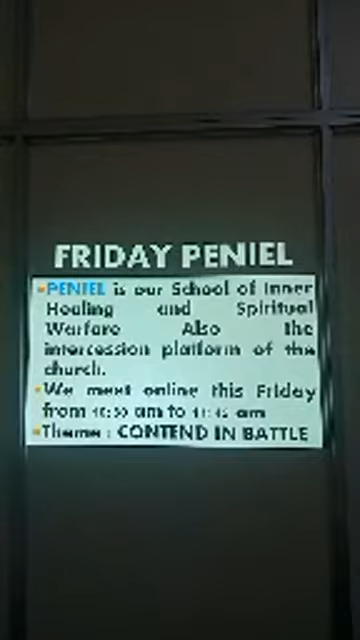 FRIDAY PENIEL
•PENIEL is our School of Inner
Healing and Spiritual
Warfare Also the
intercession platform of the
church.
•We meet online this Friday
from am to am
•Theme : CONTEND IN BATTLE